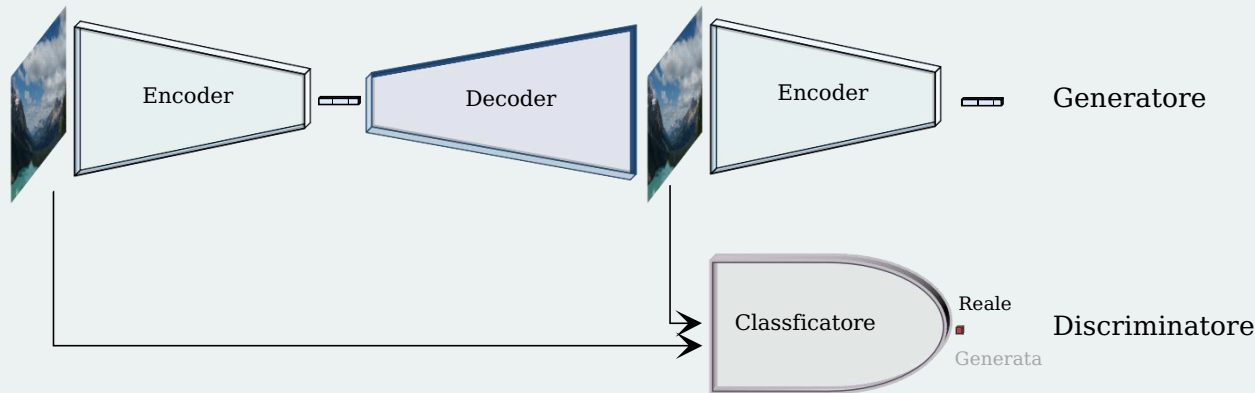 Encoder
Decoder
Encoder
Generatore
Classficatore
Reale
Generata
Discriminatore